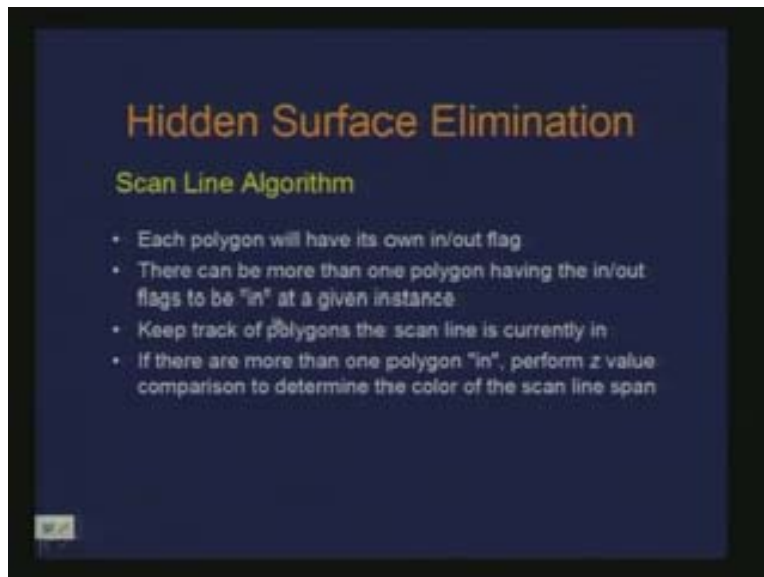 Hidden Surface Elimination
Scan Line Algorithm
• Each polygon will have its own in/out flag
• There can be more than one polygon having the in/out
flags to be "in" at a given instance
• Keep track of polygons the scan line is currently in
• If there are more than one polygon "in", perform z value
comparison to determine the color of the scan line span